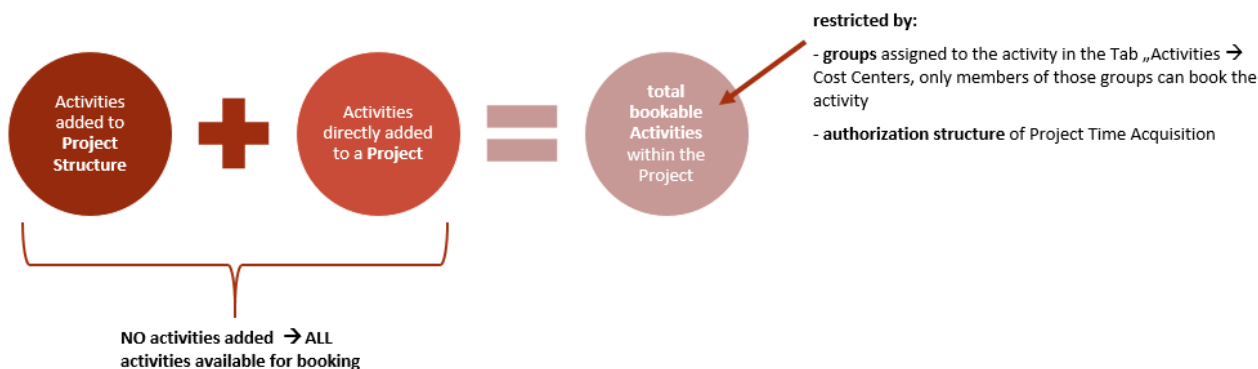 Activities
added to
Project
Structure
Activities
directly added
to a Project
total
bookable
Activities
within the
Project
restricted by:
- groups assigned to the activity in the Tab „Activities →
Cost Centers, only members of those groups can book the
activity
- authorization structure of Project Time Acquisition
NO activities added → ALL
activities available for booking